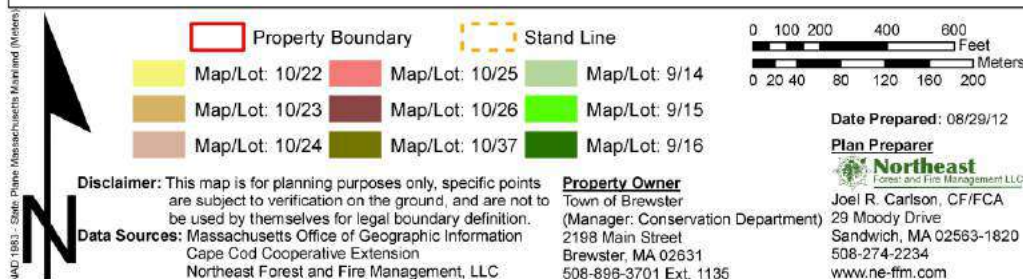 NAD 1983 - State Plane Massachusetts Mainland (Meters)
N
Property Boundary
Stand Line
Map/Lot: 10/22
Map/Lot: 10/25
Map/Lot: 9/14
Map/Lot: 10/23
Map/Lot: 10/26
Map/Lot: 9/15
Map/Lot: 10/24
Map/Lot: 10/37
Map/Lot: 9/16
0 100 200 400 600
Feet
Meters
0 20 40 80 120 160 200
Disclaimer: This map is for planning purposes only, specific points
are subject to verification on the ground, and are not to
be used by themselves for legal boundary definition.
Data Sources: Massachusetts Office of Geographic Information
Cape Cod Cooperative Extension
Northeast Forest and Fire Management, LLC
Property Owner
Town of Brewster
(Manager: Conservation Department)
2198 Main Street
Brewster, MA 02631
508-896-3701 Ext. 1135
Date Prepared: 08/29/12
Plan Preparer
Northeast
Forest and Fire Management LLC
Joel R. Carlson, CF/FCA
29 Moody Drive
Sandwich, MA 02563-1820
508-274-2234
www.ne-ffm.com